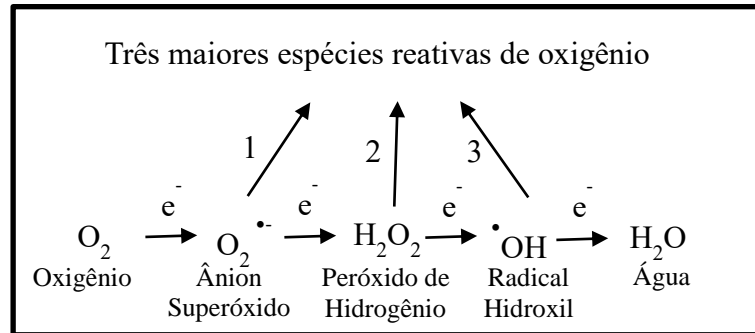 Três maiores espécies reativas de oxigênio
1 2 3
e- e- e- e-
O2 O2•- H2O2 •OH H2O
Oxigênio Ânion Superóxido Peróxido de Hidrogênio Radical Hidroxil Água